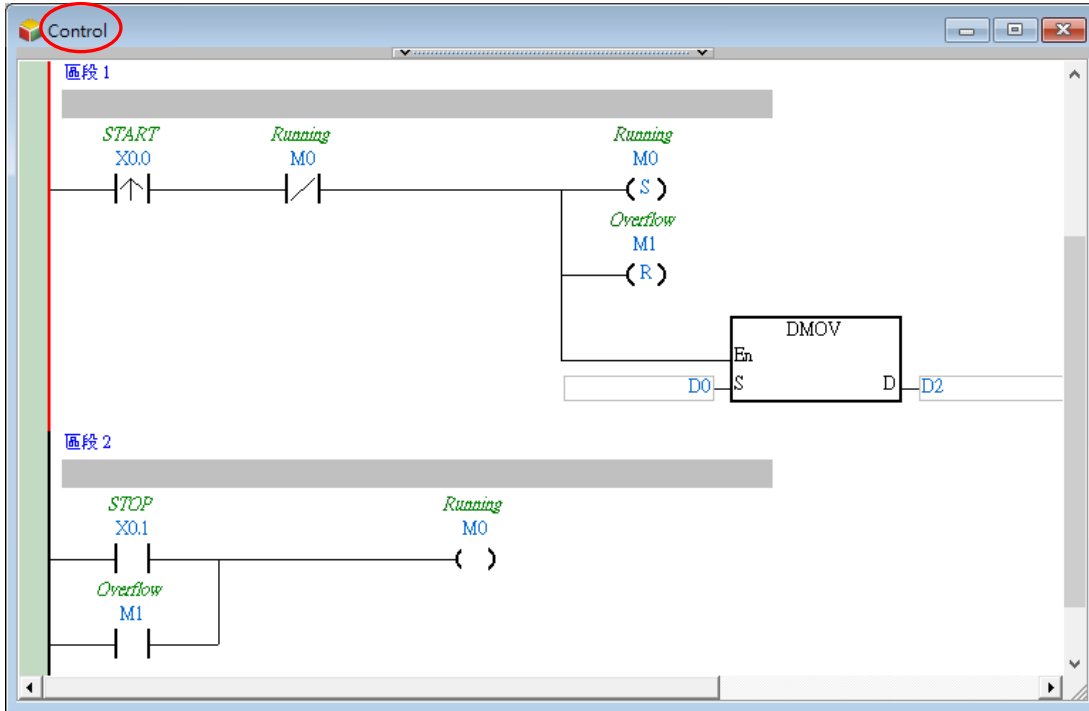 Control
區段 1
START Running Running
X0.0 M0 M0
S
Overflow
M1
R
DMOV
En
D0 S D D2
區段 2
STOP Running
X0.1 M0
Overflow
M1